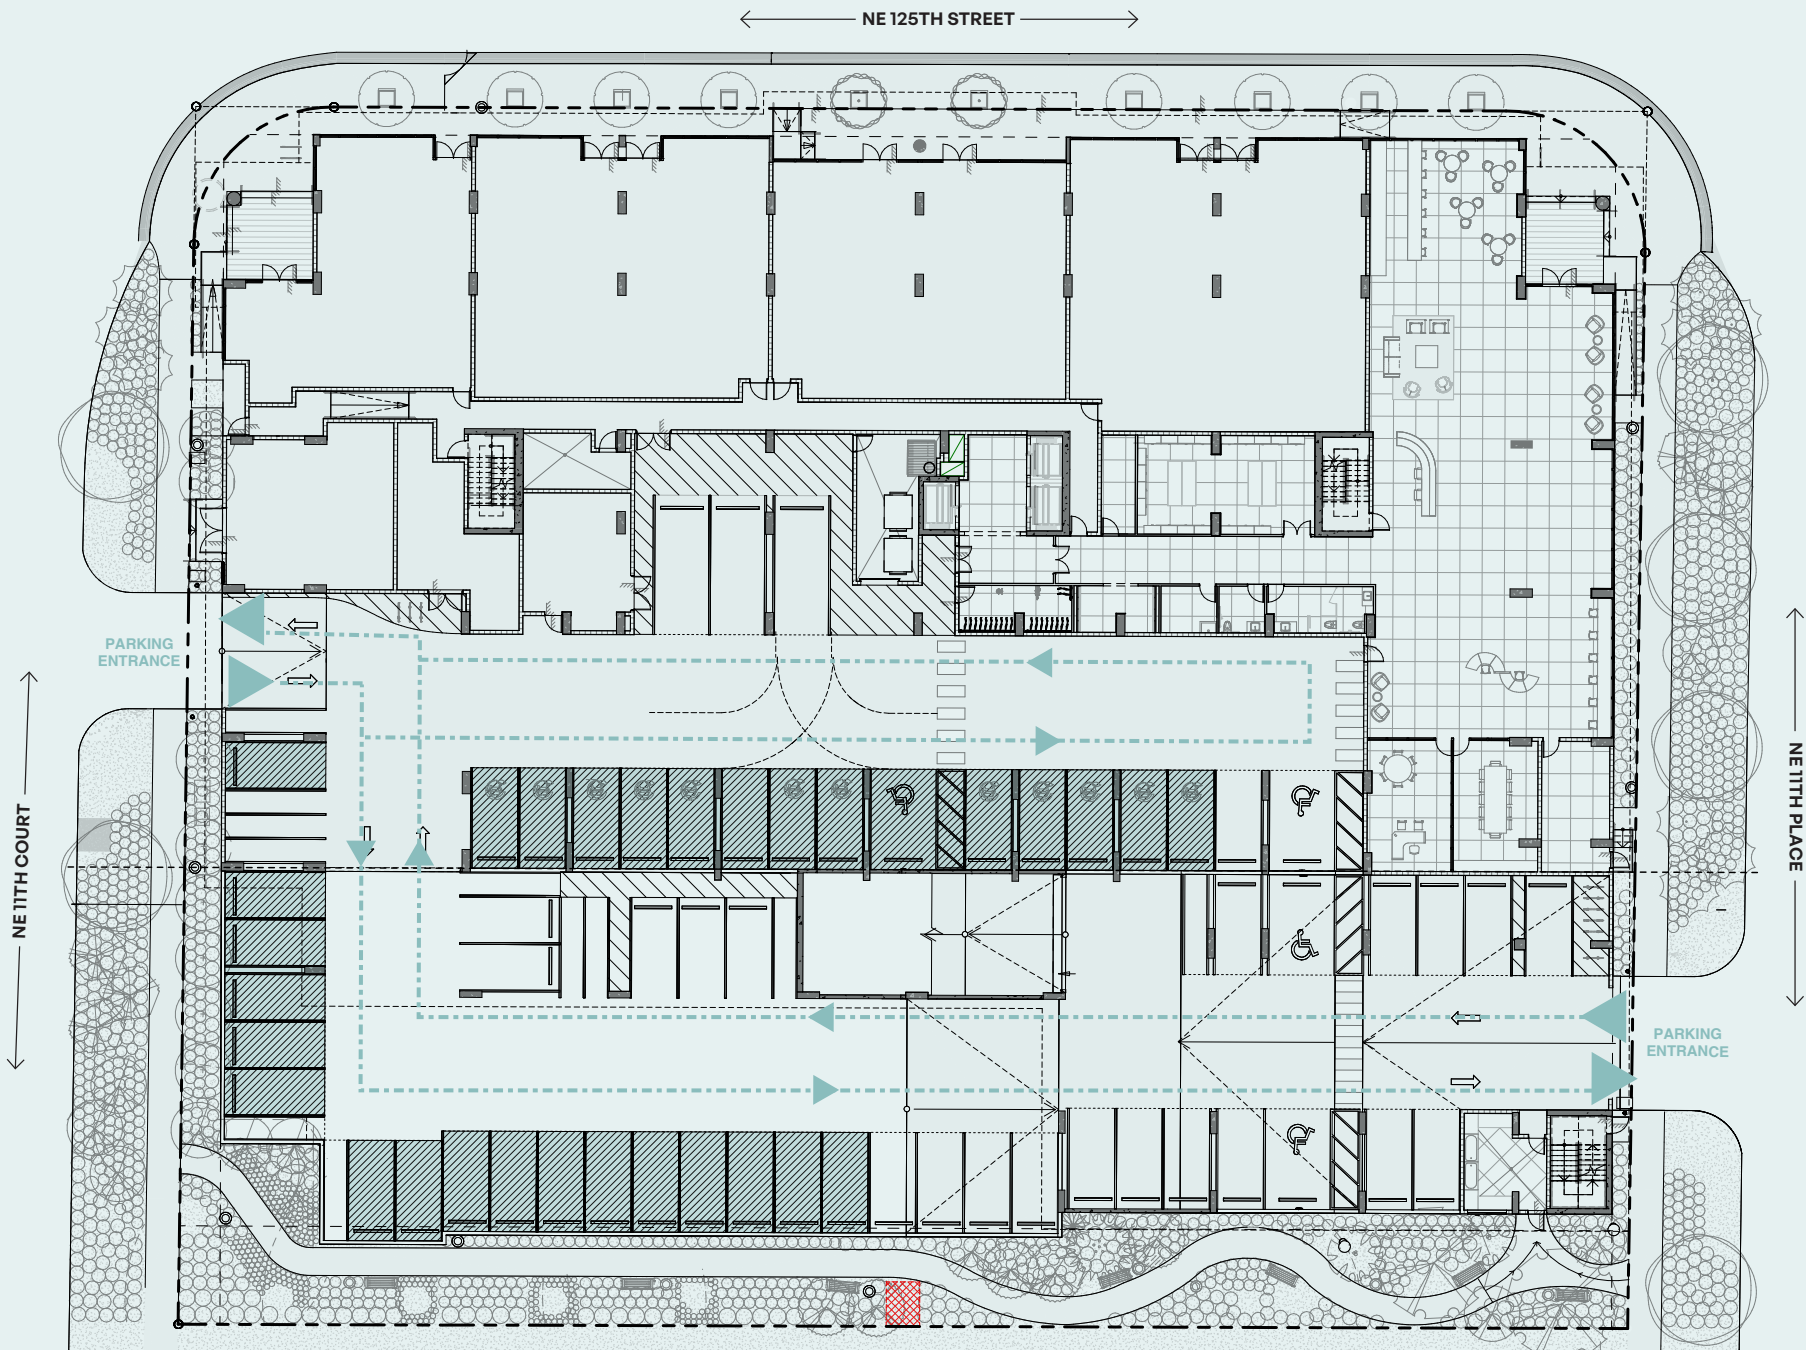 NE 125TH STREET
PARKING
ENTRANCE
NE 11TH COURT
NE 11TH PLACE
PARKING
ENTRANCE